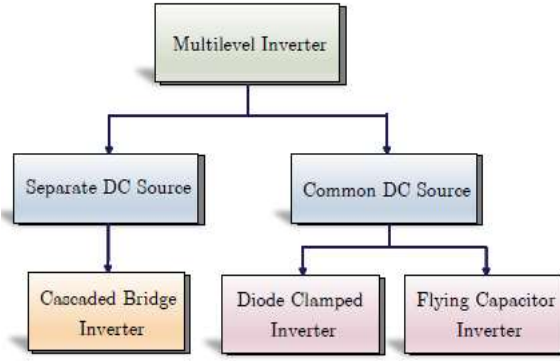 Multilevel Inverter
Separate DC Source
Common DC Source
Cascaded Bridge
Inverter
Diode Clamped
Inverter
Flying Capacitor
Inverter